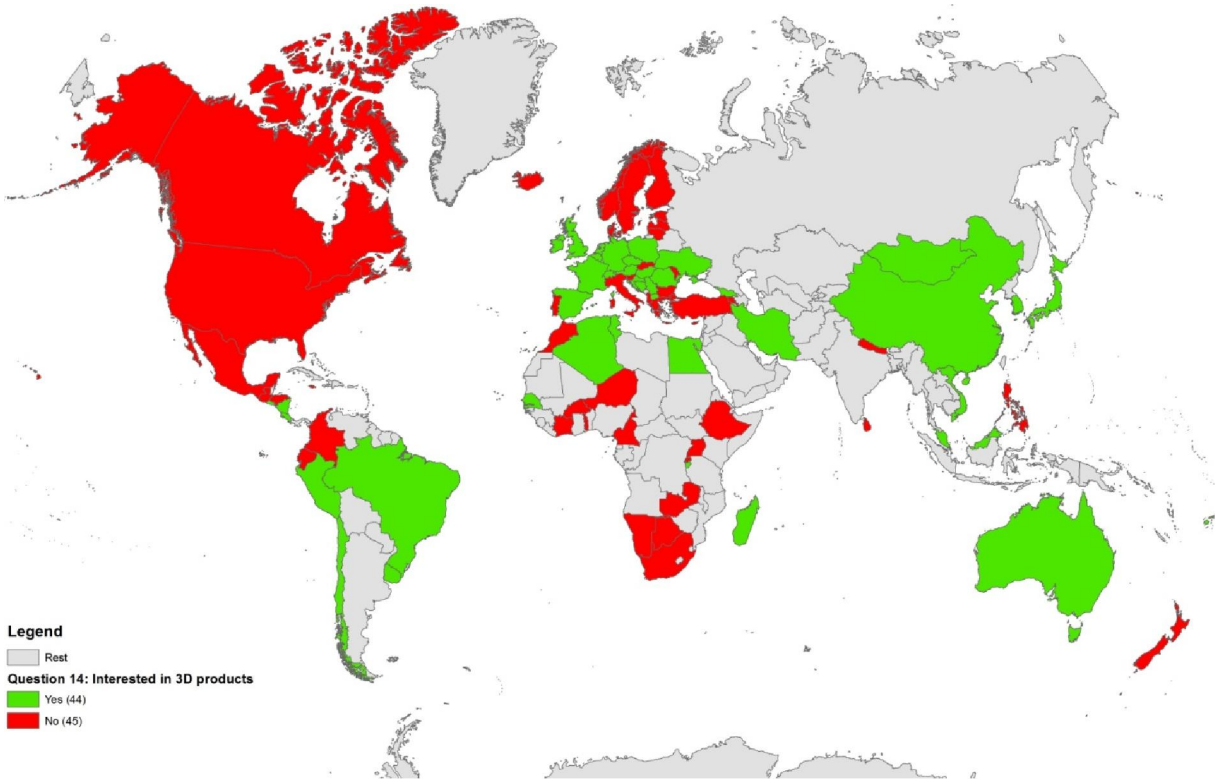 Legend
Rest
Question 14: Interested in 3D products
Yes (44)
No (45)